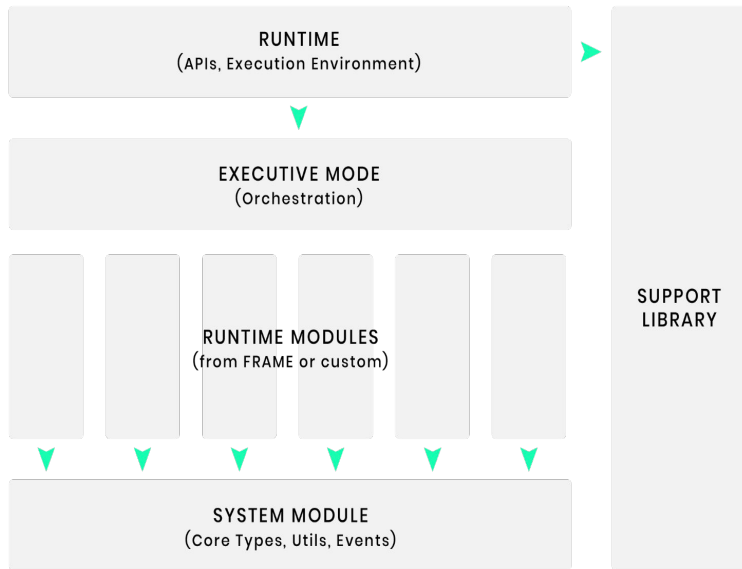 RUNTIME
(APIs, Execution Environment)
EXECUTIVE MODE
(Orchestration)
RUNTIME MODULES
(from FRAME or custom)
SYSTEM MODULE
(Core Types, Utils, Events)
SUPPORT
LIBRARY